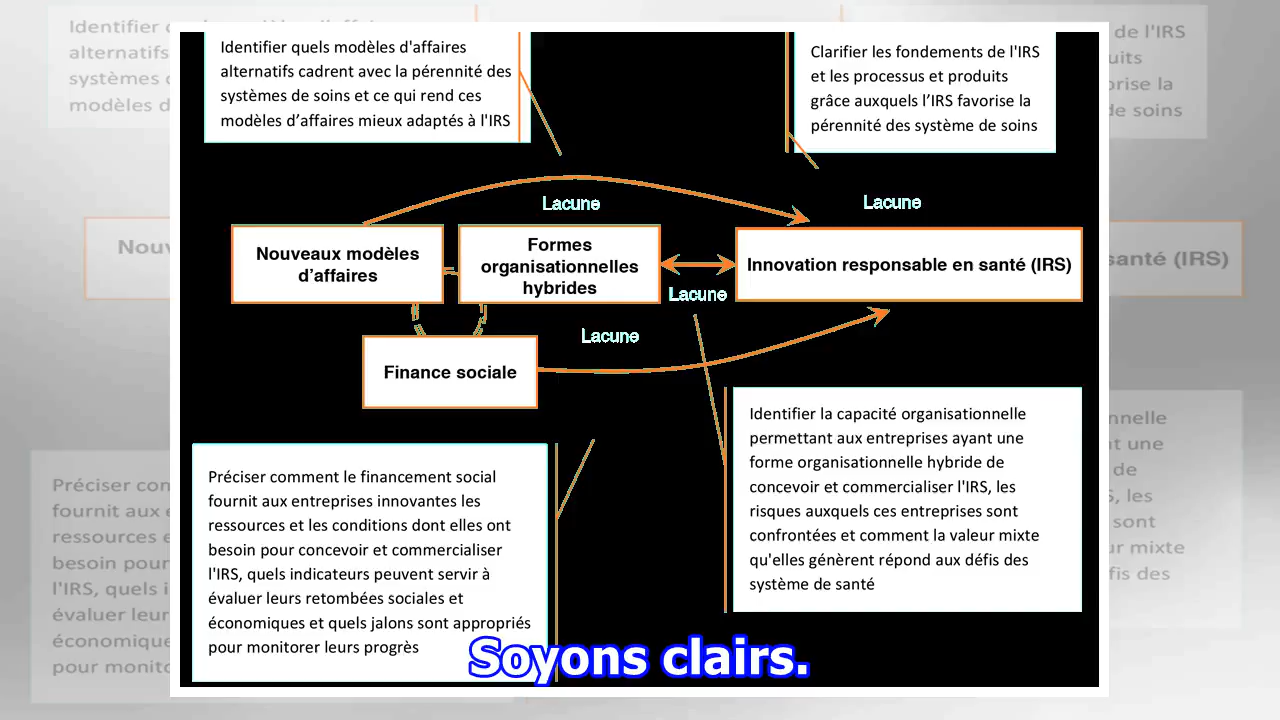 Identifier quels modèles d'affaires
alternatifs cadrent avec la pérennité des
systèmes de soins et ce qui rend ces
modèles d’affaires mieux adaptés à l'IRS
Clarifier les fondements de l'IRS
et les processus et produits
grâce auxquels l’IRS favorise la
pérennité des système de soins
Lacune
Lacune
Nouveaux modèles
d’affaires
Formes
organisationnelles
hybrides
Innovation responsable en santé (IRS)
Lacune
Lacune
Finance sociale
Préciser comment le financement social
fournit aux entreprises innovantes les
ressources et les conditions dont elles ont
besoin pour concevoir et commercialiser
l'IRS, quels indicateurs peuvent servir à
évaluer leurs retombées sociales et
économiques et quels jalons sont appropriés
pour monitorer leurs progrès
Identifier la capacité organisationnelle
permettant aux entreprises ayant une
forme organisationnelle hybride de
concevoir et commercialiser l'IRS, les
risques auxquels ces entreprises sont
confrontées et comment la valeur mixte
qu'elles génèrent répond aux défis des
système de santé
Soyons clairs.